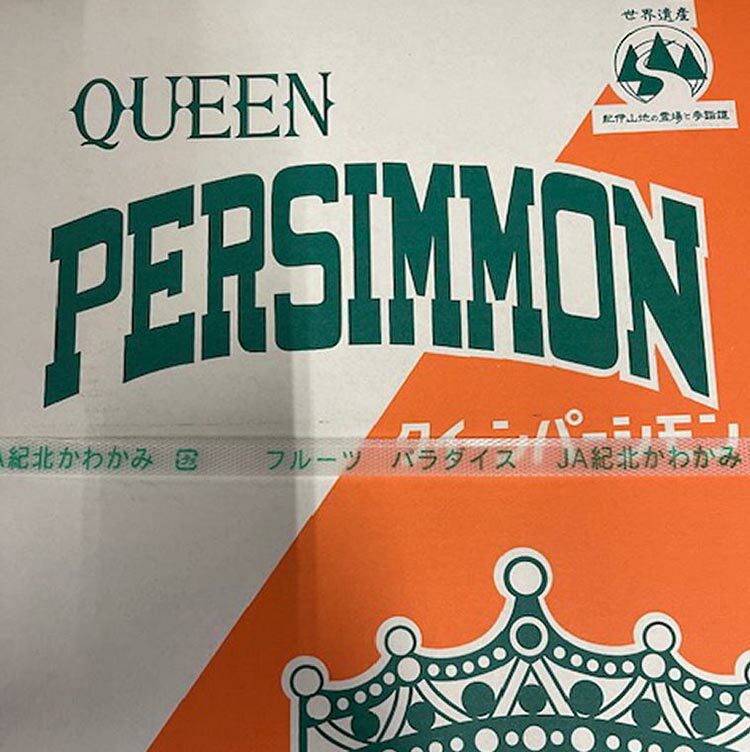 世界遺産
紀伊山地の霊場と参詣道
QUEEN
PERSIMMON
クイーンパーシモン
JA紀北かわかみ フルーツ パラダイス JA紀北かわかみ